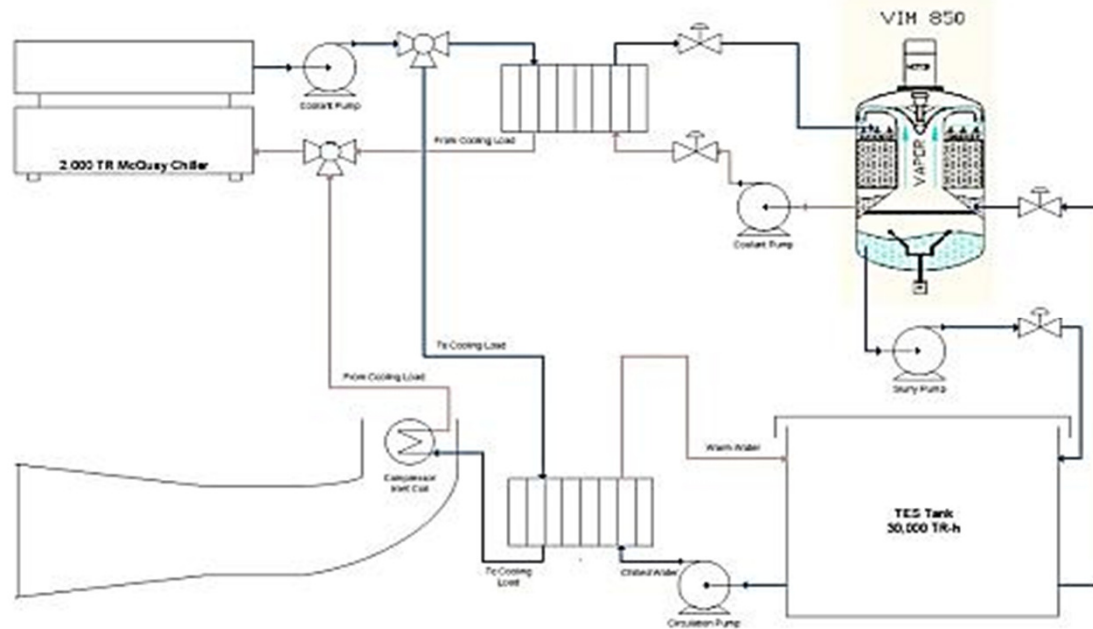 VIM 850
MOTOR
Coolant Pump
2.000 TR McQuay Chiller
From Cooling Load
VAPOR
Coolant Pump
To Cooling Load
Slurry Pump
From Cooling Load
Warm Water
Compressor
Inlet Coil
TES Tank
30,000 TR-h
To Cooling
Load
Chilled Water
Circulation Pump